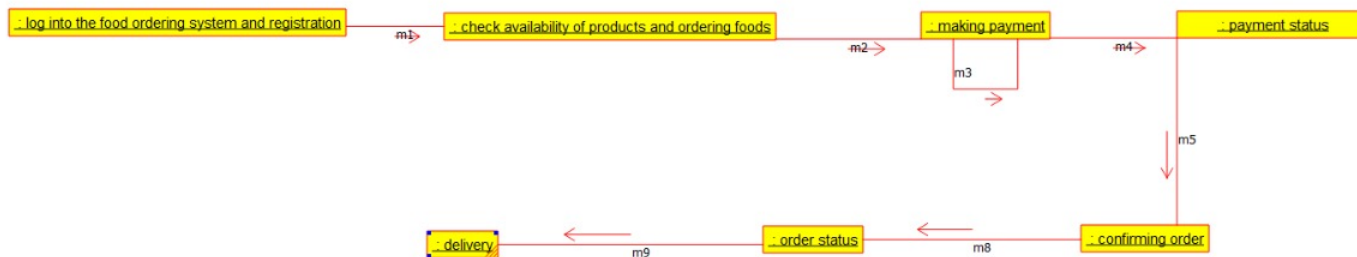 : log into the food ordering system and registration
m1
: check availability of products and ordering foods
m2
: making payment
m3
m4
: payment status
m5
: delivery
m9
: order status
m8
: confirming order